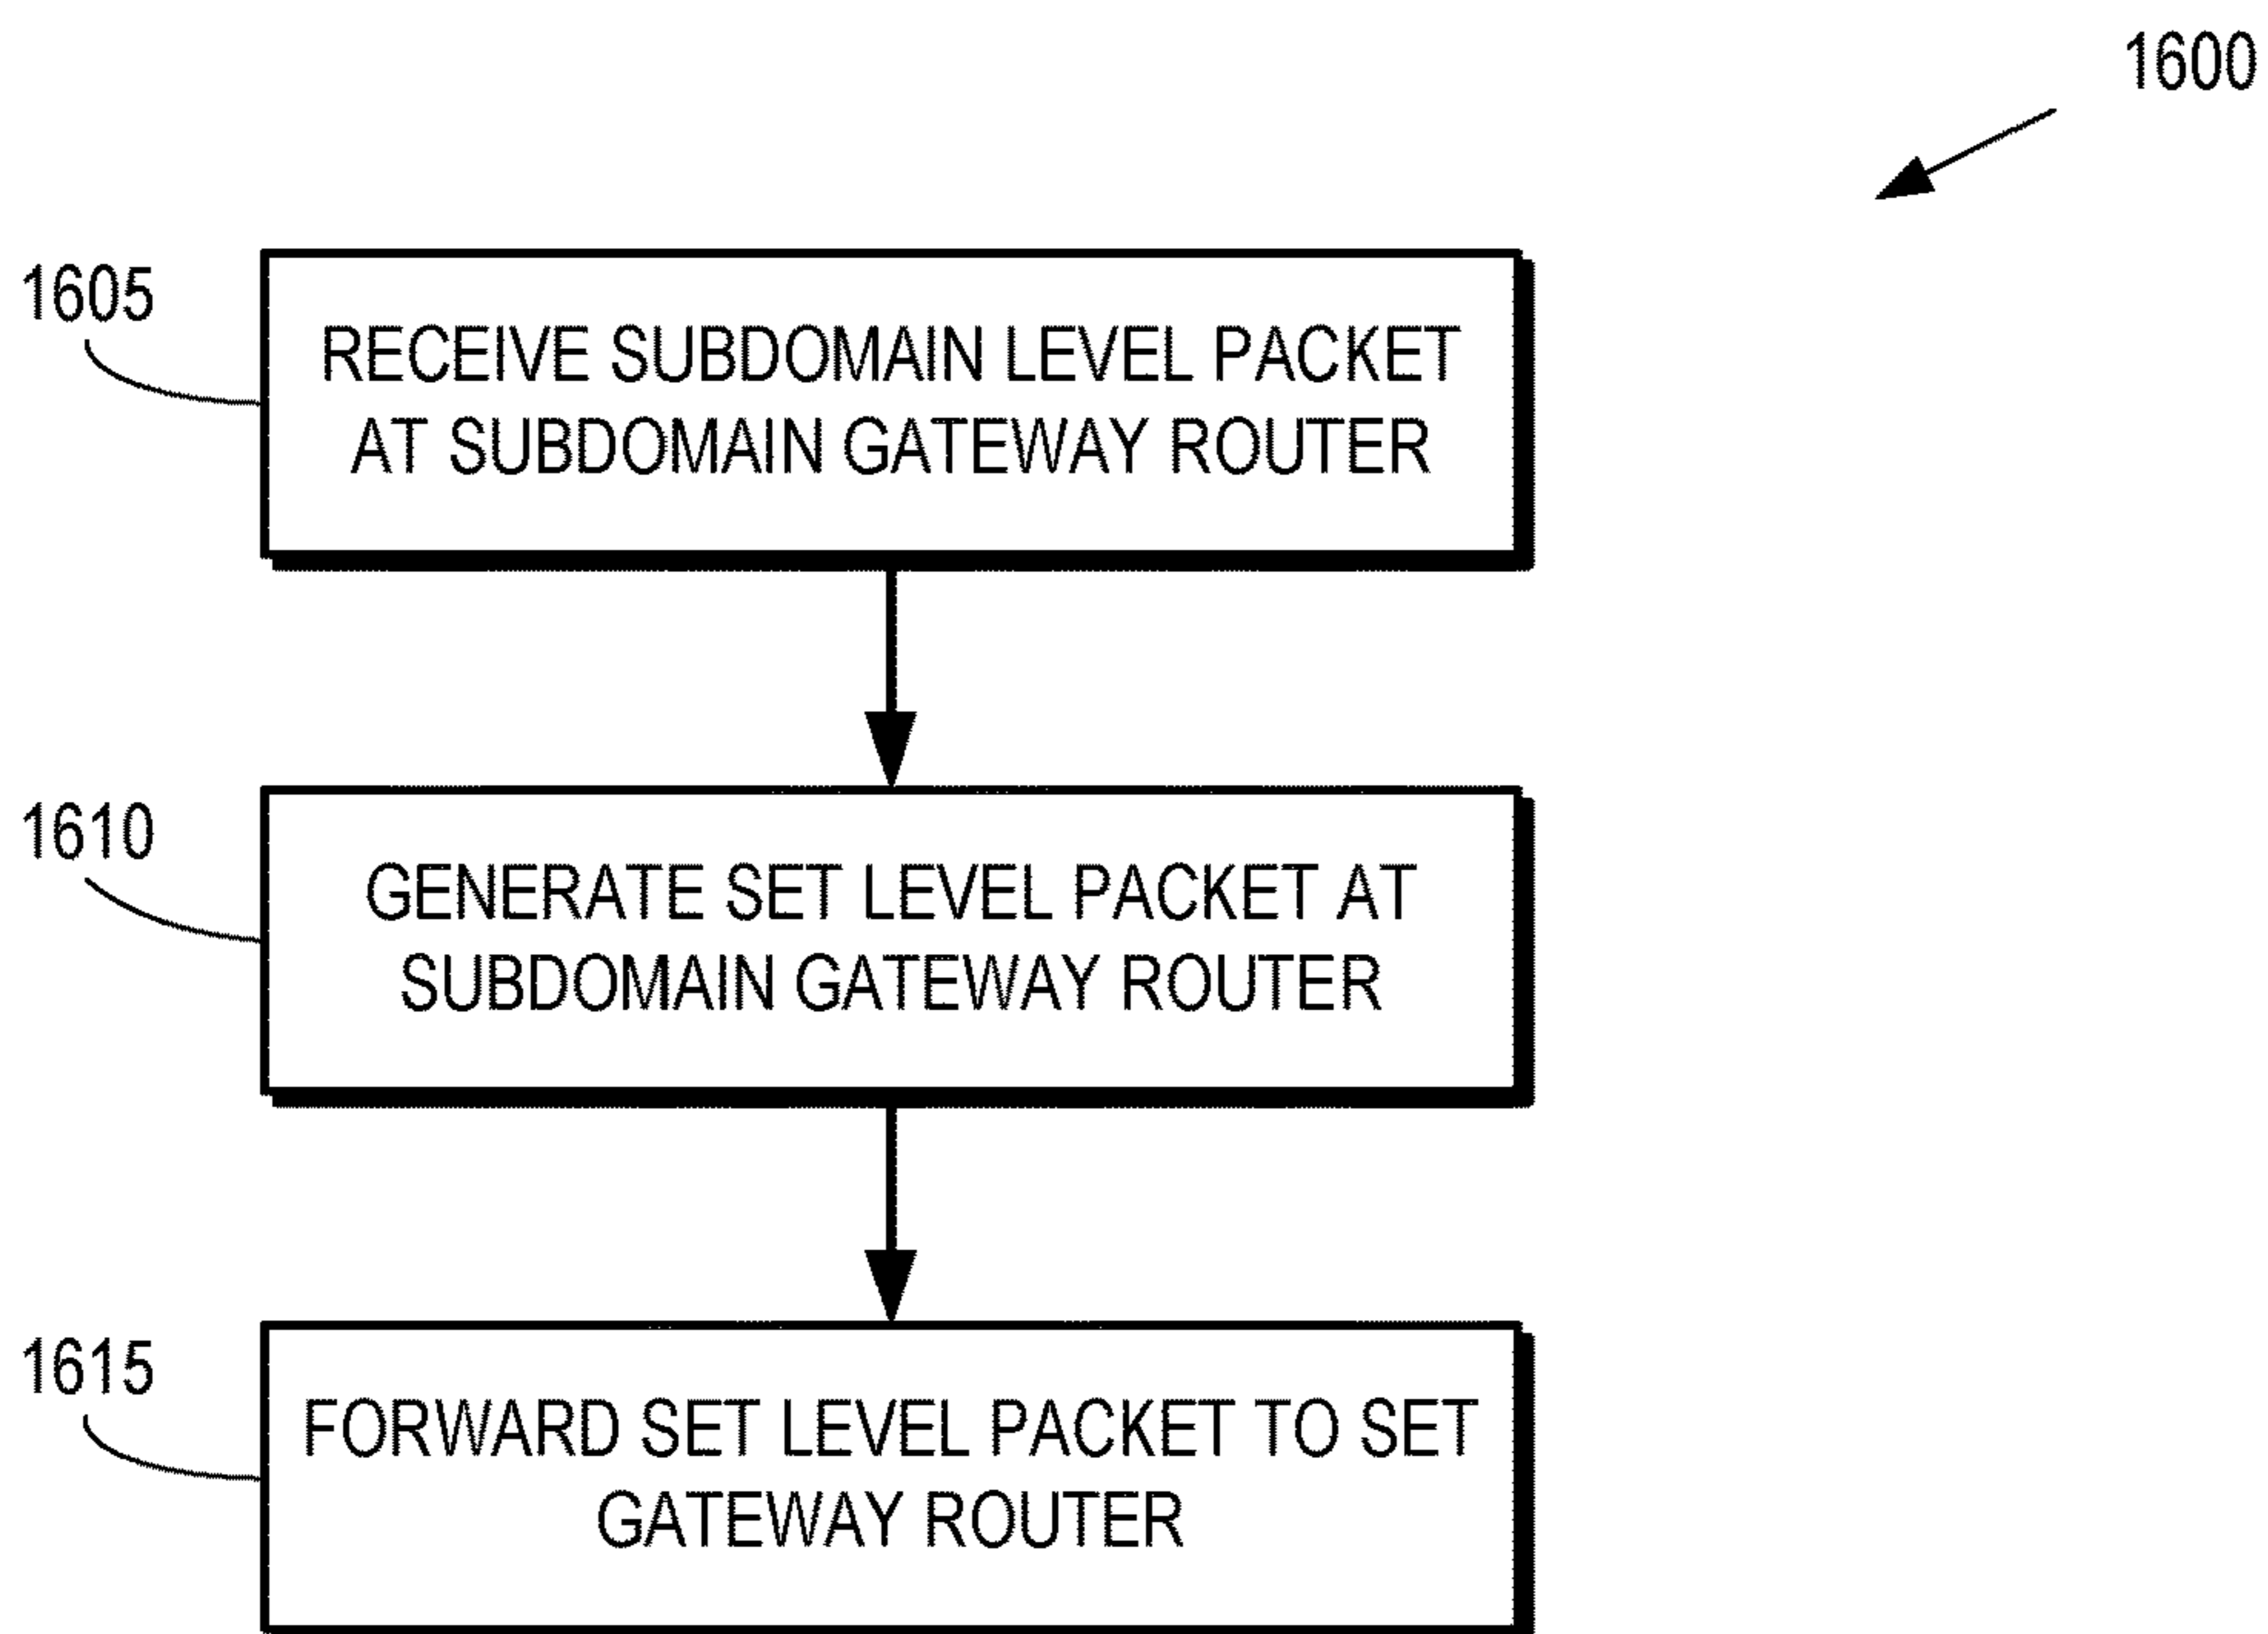 1600
1605
RECEIVE SUBDOMAIN LEVEL PACKET
AT SUBDOMAIN GATEWAY ROUTER
1610
GENERATE SET LEVEL PACKET AT
SUBDOMAIN GATEWAY ROUTER
1615
FORWARD SET LEVEL PACKET TO SET
GATEWAY ROUTER